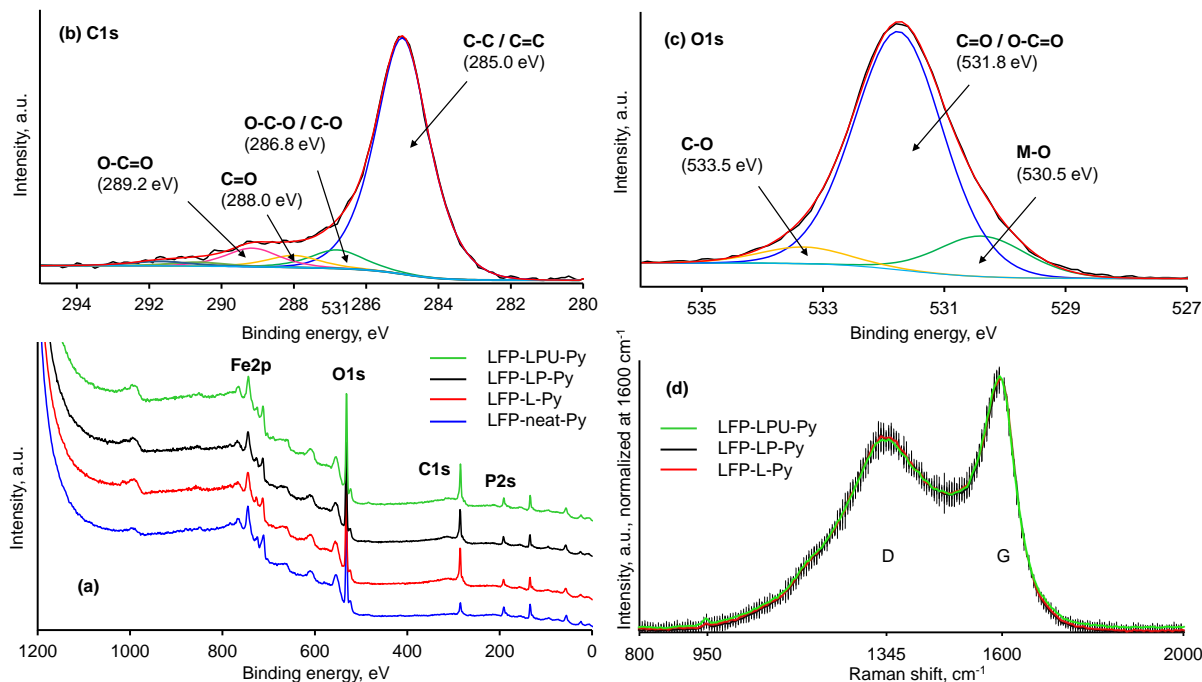 (b) C1s
C-C / C=C
(285.0 eV)
O-C-O / C-O
(286.8 eV)
O-C=O
(289.2 eV)
C=O
(288.0 eV)
Intensity, a.u.
294 292 290 288 531 286 284 282 280
Binding energy, eV
(c) O1s
C=O / O-C=O
(531.8 eV)
C-O
(533.5 eV)
M-O
(530.5 eV)
Intensity, a.u.
535 533 531 529 527
Binding energy, eV
Fe2p
O1s
C1s
P2s
LFP-LPU-Py
LFP-LP-Py
LFP-L-Py
LFP-neat-Py
(a)
Intensity, a.u.
1200 1000 800 600 400 200 0
Binding energy, eV
(d)
LFP-LPU-Py
LFP-LP-Py
LFP-L-Py
D G
Intensity, a.u., normalized at 1600 cm-1
800 950 1345 1600 2000
Raman shift, cm-1